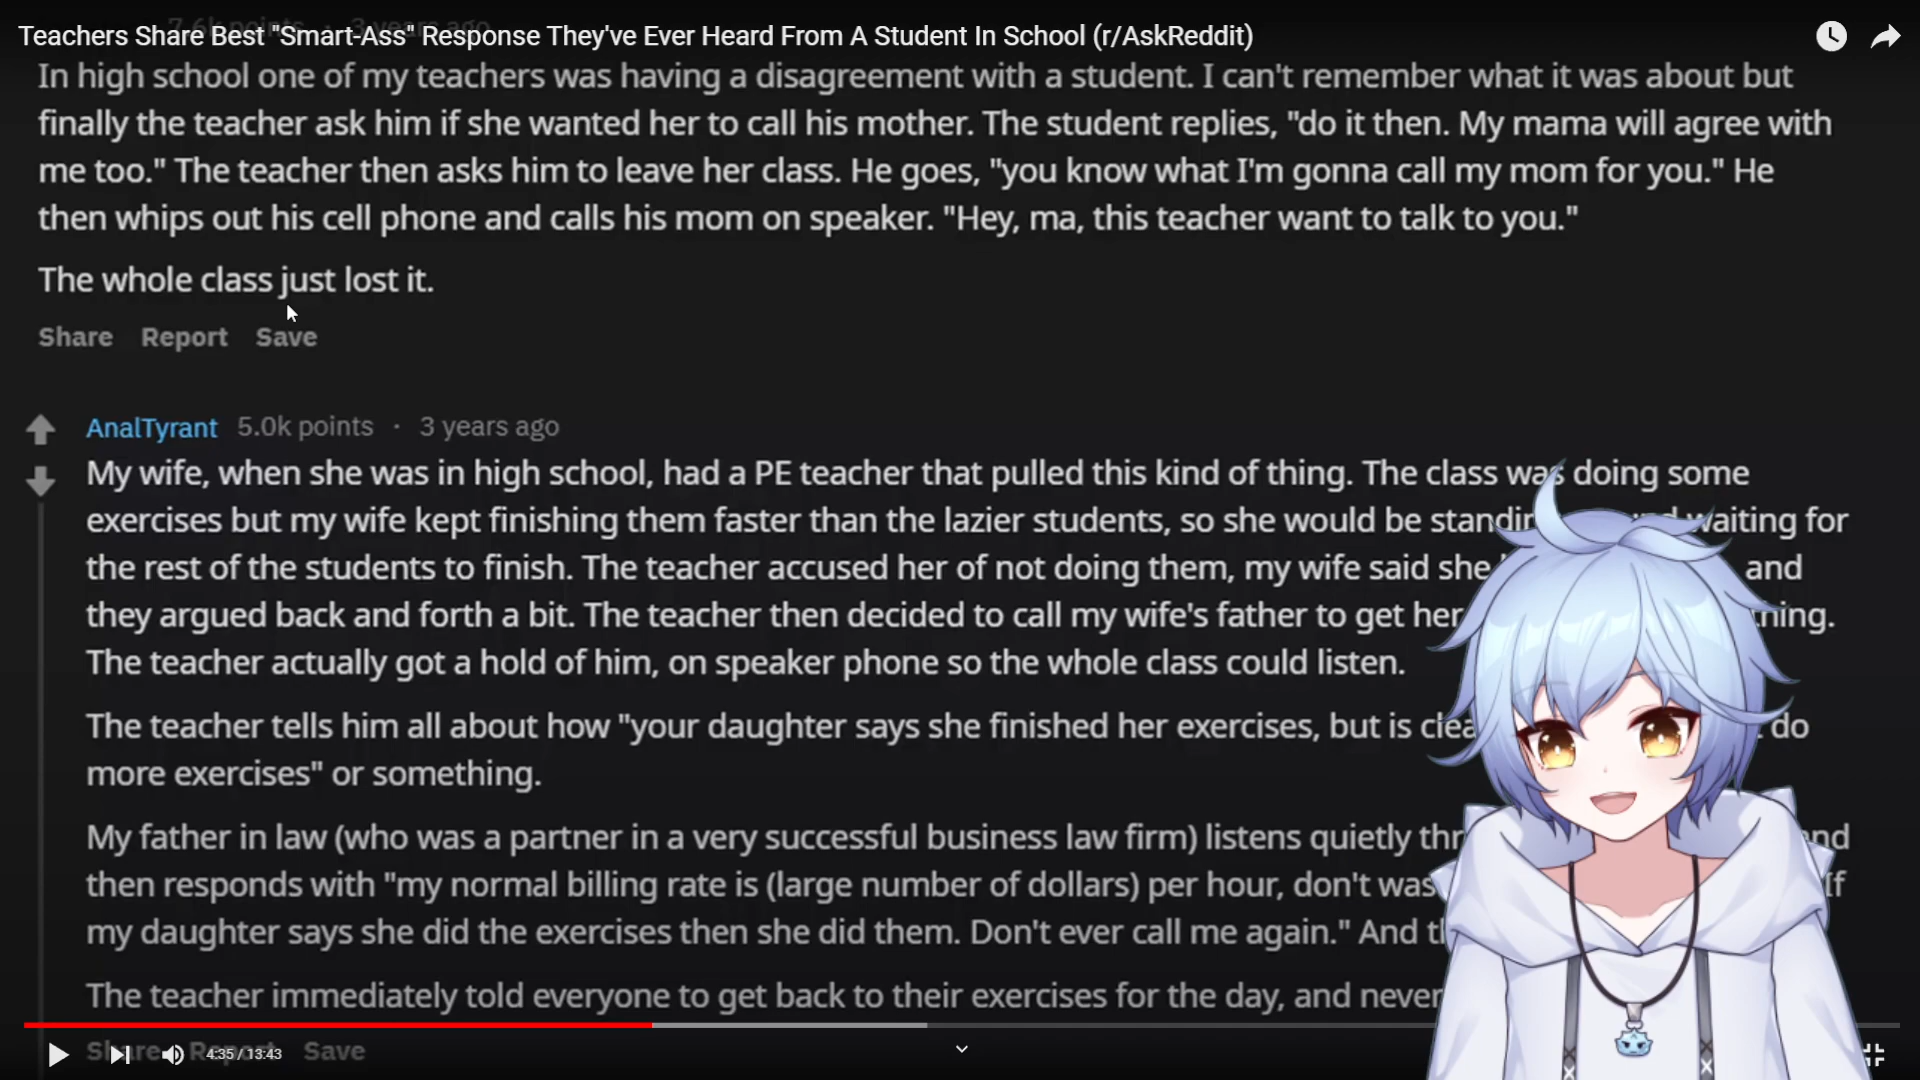 7.6k points · 3 years ago
Teachers Share Best "Smart-Ass" Response They've Ever Heard From A Student In School (r/AskReddit)
In high school one of my teachers was having a disagreement with a student. I can't remember what it was about but
finally the teacher ask him if she wanted her to call his mother. The student replies, "do it then. My mama will agree with
me too." The teacher then asks him to leave her class. He goes, "you know what I'm gonna call my mom for you." He
then whips out his cell phone and calls his mom on speaker. "Hey, ma, this teacher want to talk to you."
The whole class just lost it.
Share Report Save
AnalTyrant 5.0k points · 3 years ago
My wife, when she was in high school, had a PE teacher that pulled this kind of thing. The class was doing some
exercises but my wife kept finishing them faster than the lazier students, so she would be waiting for
the rest of the students to finish. The teacher accused her of not doing them, my wife said she and
they argued back and forth a bit. The teacher then decided to call my wife's father to get her
The teacher actually got a hold of him, on speaker phone so the whole class could listen.
The teacher tells him all about how "your daughter says she finished her exercises, but is do
more exercises" or something.
My father in law (who was a partner in a very successful business law firm) listens quietly
then responds with "my normal billing rate is (large number of dollars) per hour, don't If
my daughter says she did the exercises then she did them. Don't ever call me again." And
The teacher immediately told everyone to get back to their exercises for the day, and never
Share Report Save
4:35 / 13:43